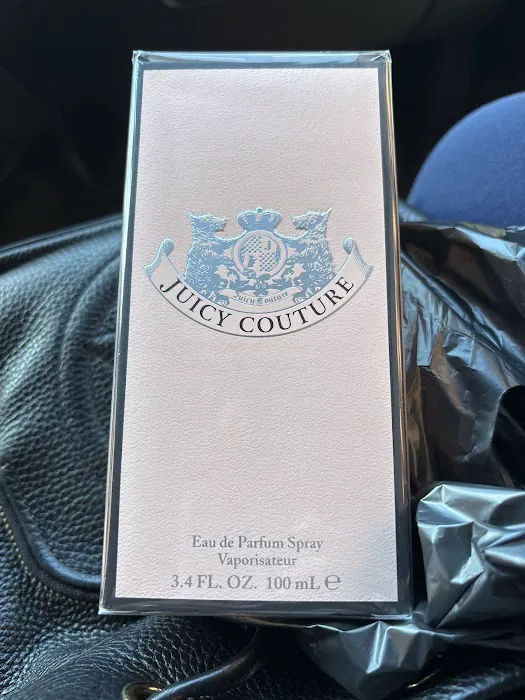 Juicy Couture
JUICY COUTURE
Eau de Parfum Spray
Vaporisateur
3.4 FL. OZ. 100 mL ℮